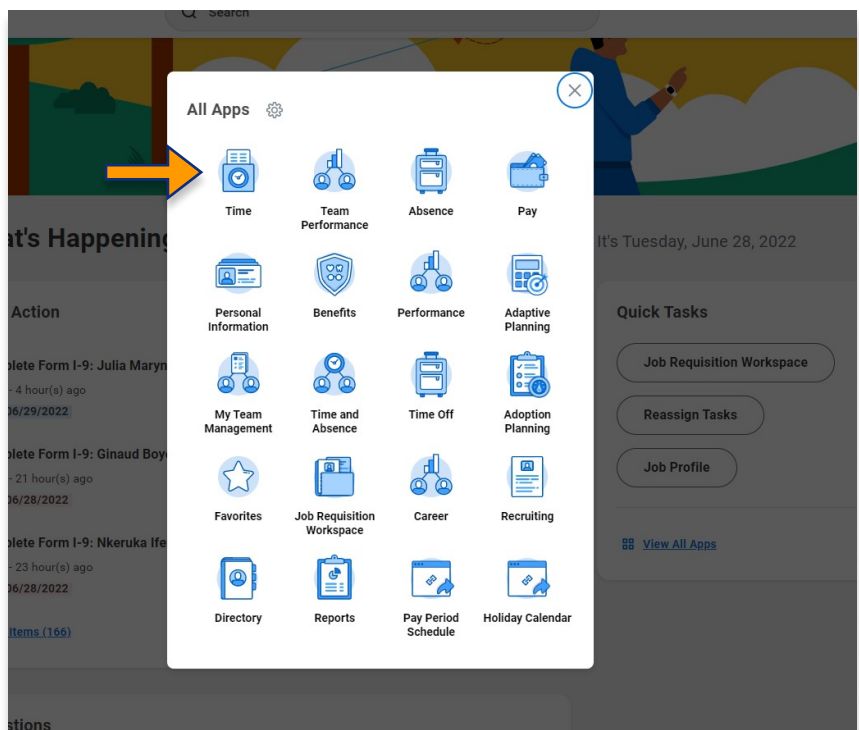 Search
All Apps
Time
Team
Performance
Absence
Pay
Personal
Information
Benefits
Performance
Adaptive
Planning
My Team
Management
Time and
Absence
Time Off
Adoption
Planning
Favorites
Job Requisition
Workspace
Career
Recruiting
Directory
Reports
Pay Period
Schedule
Holiday Calendar
at's Happening
It's Tuesday, June 28, 2022
Action
plete Form I-9: Julia Maryn
- 4 hour(s) ago
06/29/2022
plete Form I-9: Ginaud Boy
- 21 hour(s) ago
06/28/2022
plete Form I-9: Nkeruka Ife
- 23 hour(s) ago
06/28/2022
Items (166)
Quick Tasks
Job Requisition Workspace
Reassign Tasks
Job Profile
View All Apps
stions